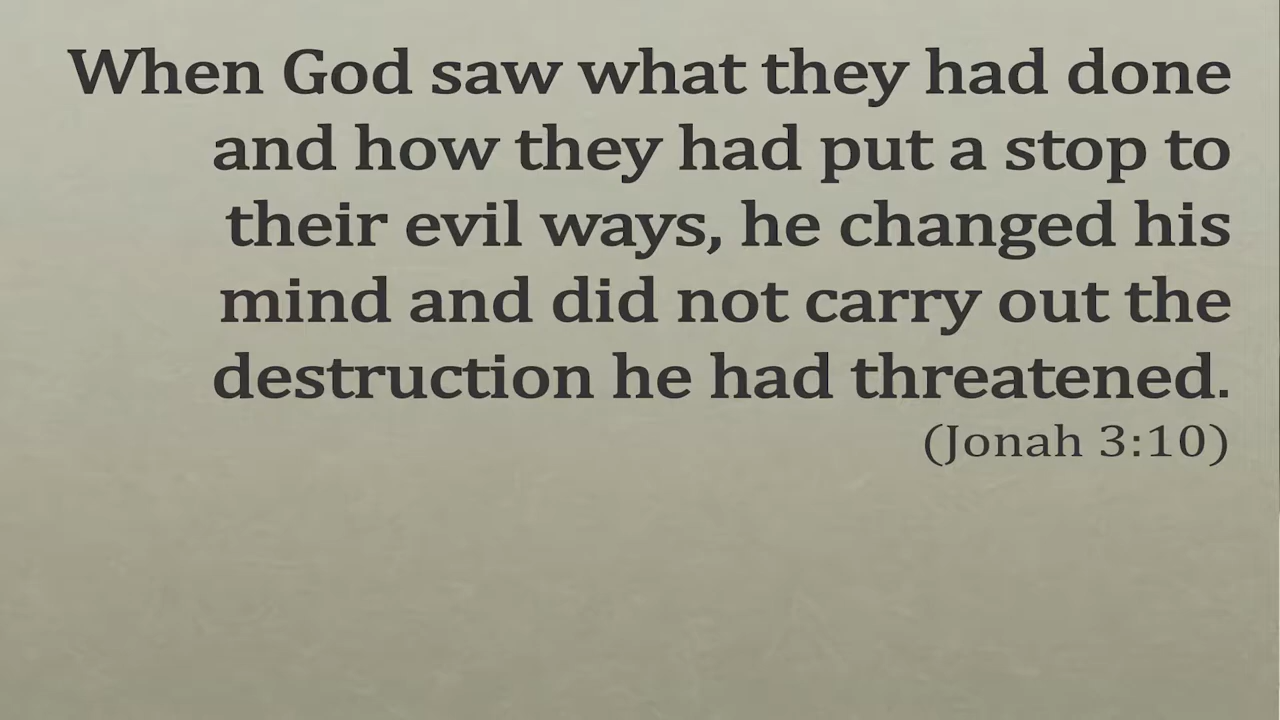 When God saw what they had done
and how they had put a stop to
their evil ways, he changed his
mind and did not carry out the
destruction he had threatened.
(Jonah 3:10)